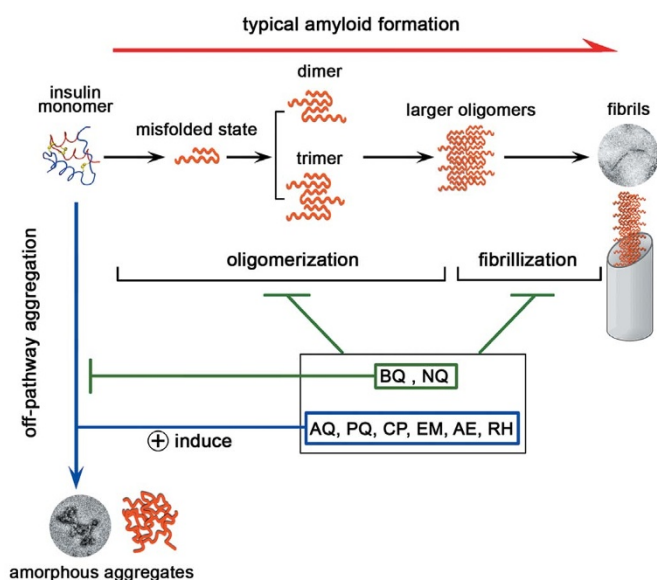 typical amyloid formation
insulin
monomer
misfolded state
dimer
trimer
larger oligomers
fibrils
oligomerization
fibrillization
off-pathway aggregation
BQ , NQ
AQ, PQ, CP, EM, AE, RH
+ induce
amorphous aggregates